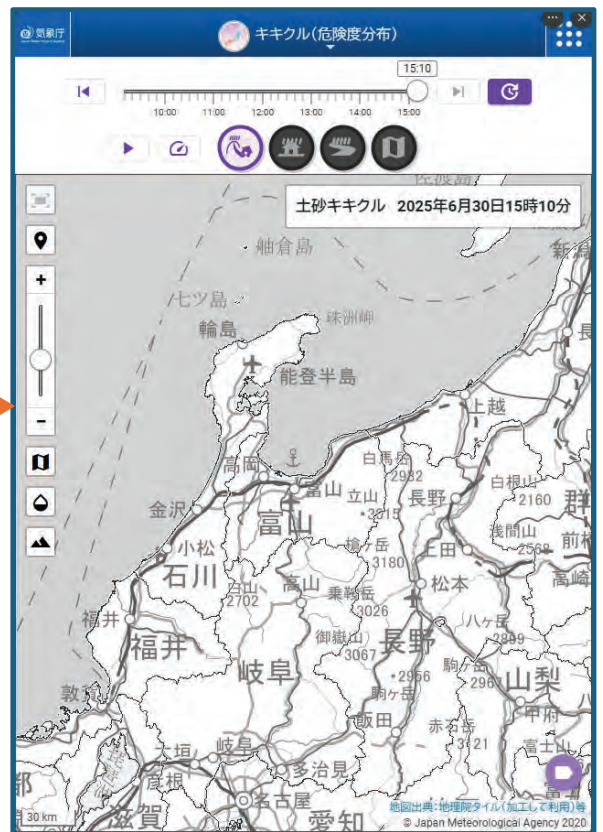 気象庁
キキクル(危険度分布)
15:10
10:00 11:00 12:00 13:00 14:00 15:00
土砂キキクル 2025年6月30日15時10分
佐渡島
新潟
舳倉島
七ツ島
珠洲岬
輪島
能登半島
+
-
上越
高岡
白馬岳
2932
富山
立山
3015
長野
白根山
2160
群
金沢
富山
浅間山
2568
前橋
小松
槍ヶ岳
3180
上田
石川
高崎
白山
2702
高山
乗鞍岳
3026
松本
福井
福井
御嶽山
3067
長野
八ヶ岳
2899
岐阜
2956
駒ヶ岳
駒ヶ岳
2967
山梨
敦賀
甲府
飯田
赤石岳
3121
富士山
大垣
岐阜
多治見
都
彦根
名古屋
滋賀
愛知
30 km
地図出典:地理院タイル(加工して利用)等
© Japan Meteorological Agency 2020